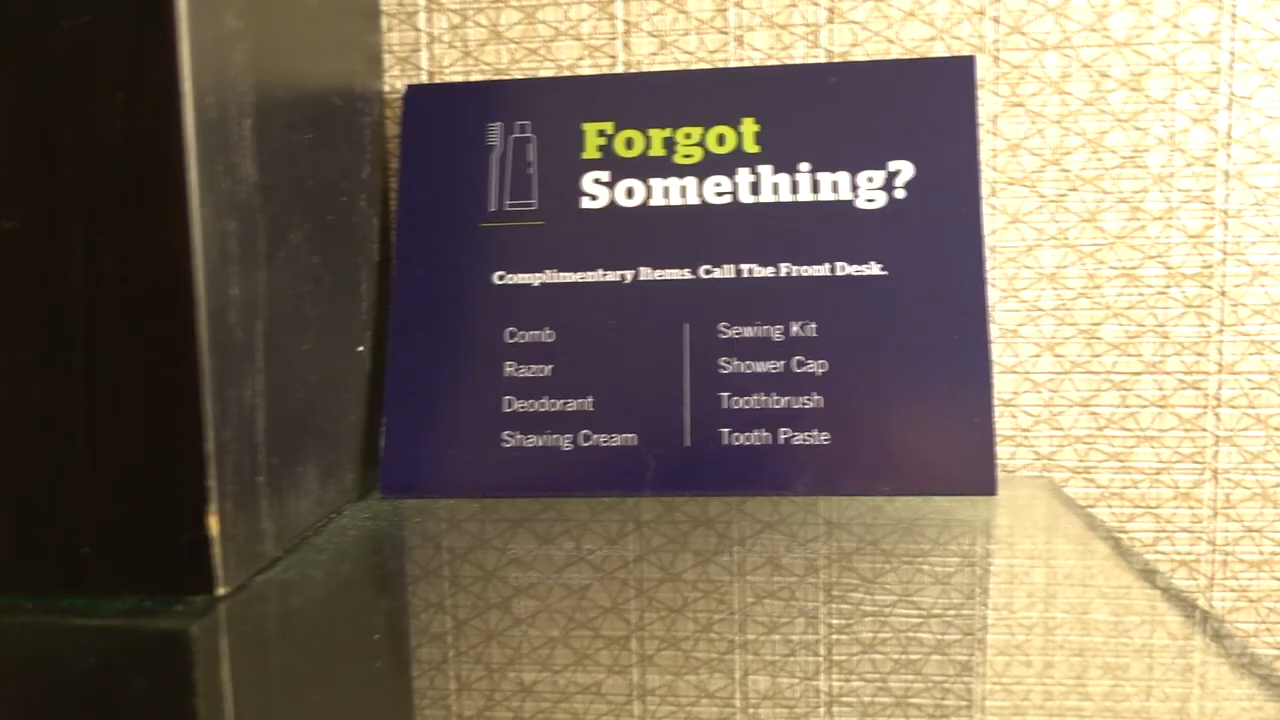 Forgot
Something?
Complimentary Items. Call The Front Desk.
Comb
Razor
Deodorant
Shaving Cream
Sewing Kit
Shower Cap
Toothbrush
Tooth Paste